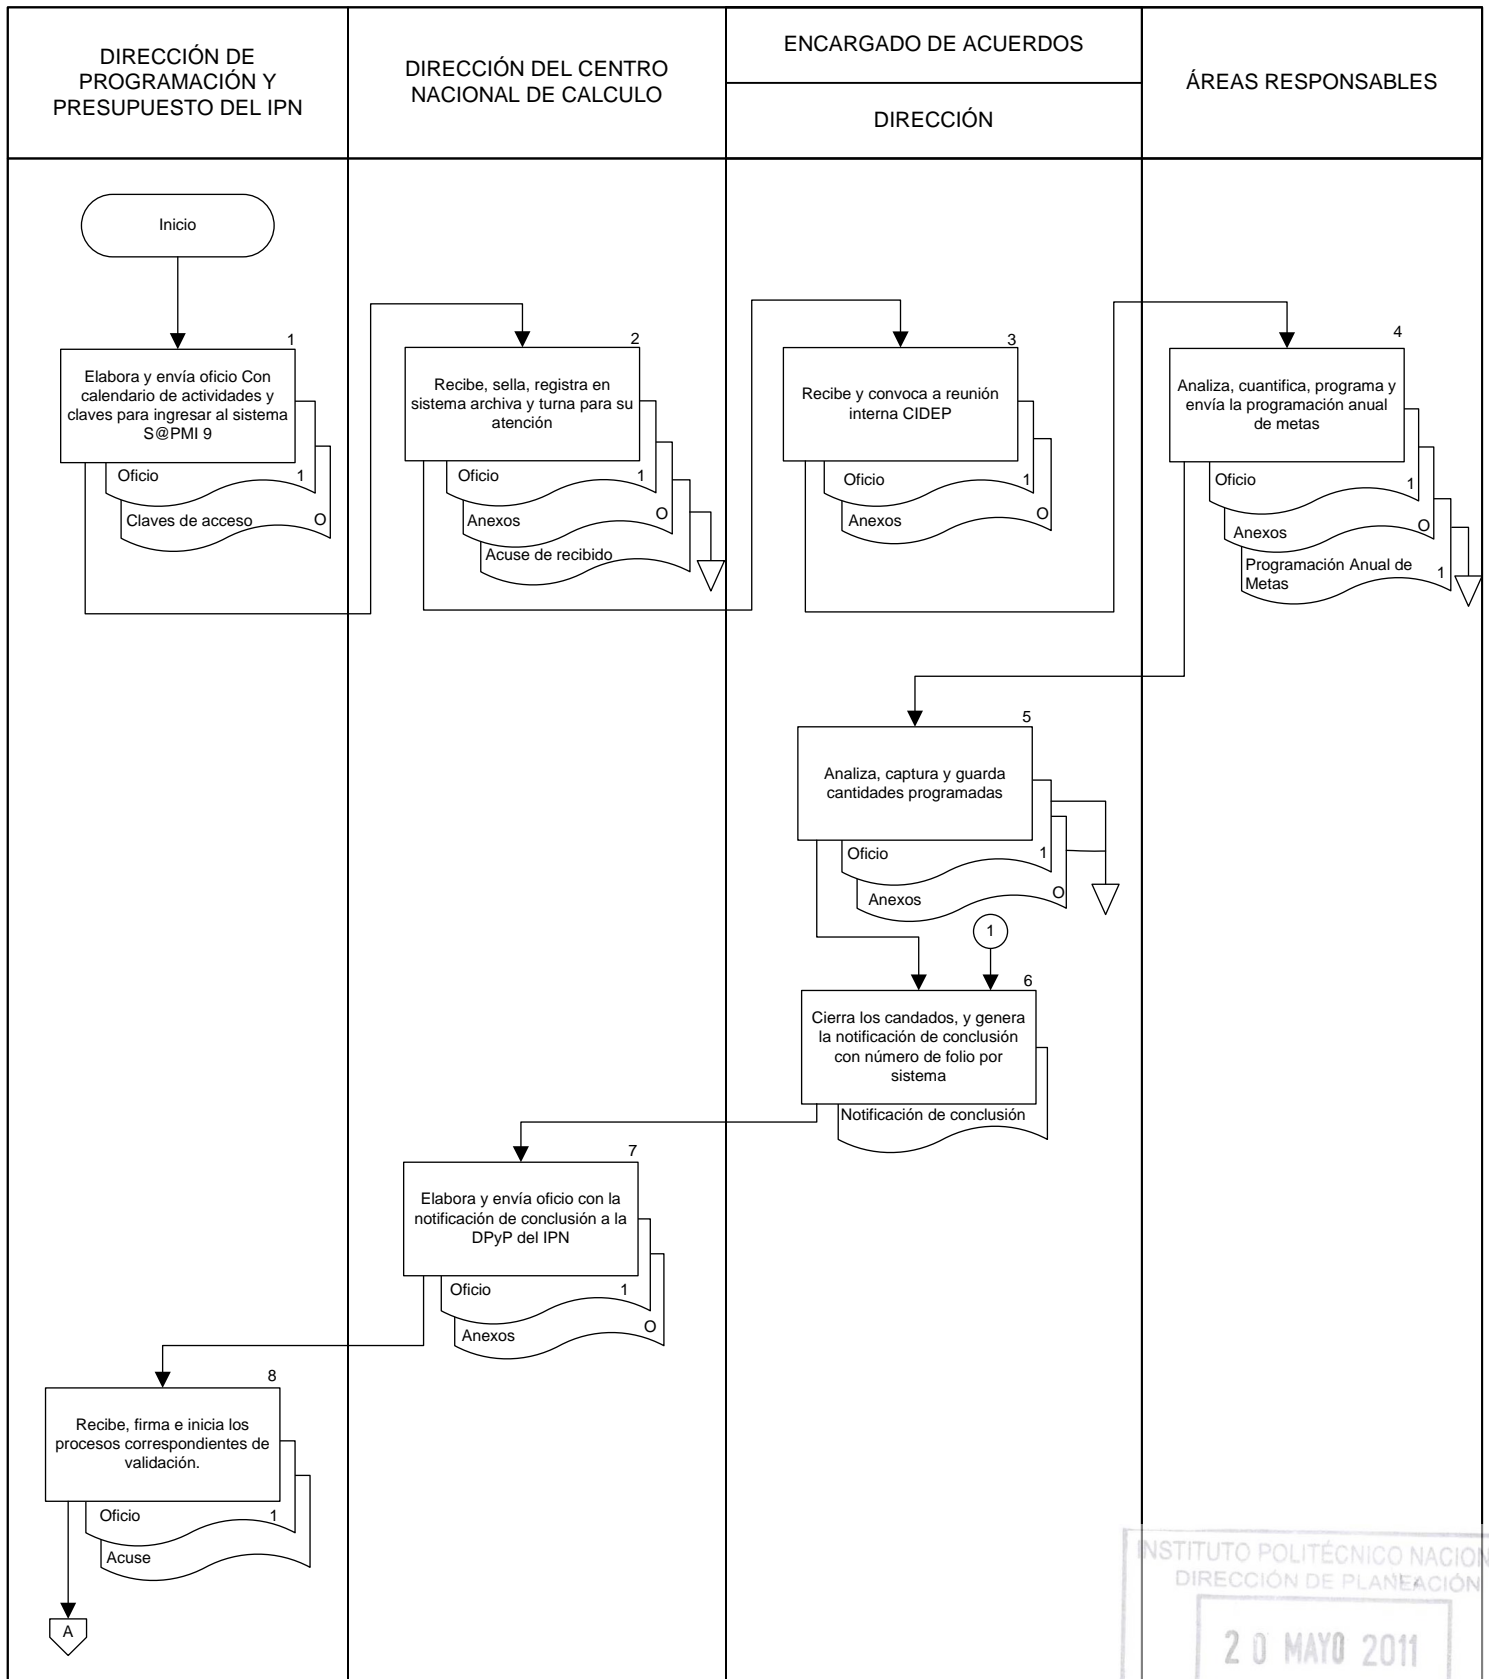 DIRECCIÓN DE
PROGRAMACIÓN Y
PRESUPUESTO DEL IPN
DIRECCIÓN DEL CENTRO
NACIONAL DE CALCULO
ENCARGADO DE ACUERDOS
DIRECCIÓN
ÁREAS RESPONSABLES
Inicio
1
Elabora y envía oficio Con
calendario de actividades y
claves para ingresar al sistema
S@PMI 9
Oficio 1
Claves de acceso O
2
Recibe, sella, registra en
sistema archiva y turna para su
atención
Oficio 1
Anexos O
Acuse de recibido
3
Recibe y convoca a reunión
interna CIDEP
Oficio 1
Anexos O
4
Analiza, cuantifica, programa y
envía la programación anual
de metas
Oficio 1
Anexos O
Programación Anual de
Metas 1
5
Analiza, captura y guarda
cantidades programadas
Oficio 1
Anexos O
1
6
Cierra los candados, y genera
la notificación de conclusión
con número de folio por
sistema
Notificación de conclusión
7
Elabora y envía oficio con la
notificación de conclusión a la
DPyP del IPN
Oficio 1
Anexos O
8
Recibe, firma e inicia los
procesos correspondientes de
validación.
Oficio 1
Acuse
A
INSTITUTO POLITÉCNICO NACION
DIRECCIÓN DE PLANEACIÓN
20 MAYO 2011